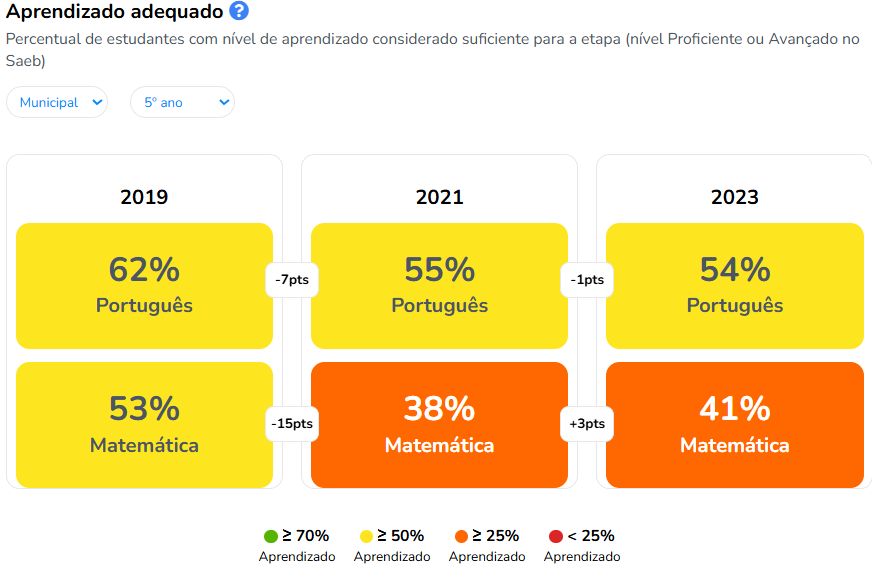 Aprendizado adequado ?
Percentual de estudantes com nível de aprendizado considerado suficiente para a etapa (nível Proficiente ou Avançado no
Saeb)
Municipal 5º ano
2019 2021 2023
62% 55% 54%
-7pts -1pts
Português Português Português
53% 38% 41%
-15pts +3pts
Matemática Matemática Matemática
≥ 70% ≥ 50% ≥ 25% < 25%
Aprendizado Aprendizado Aprendizado Aprendizado